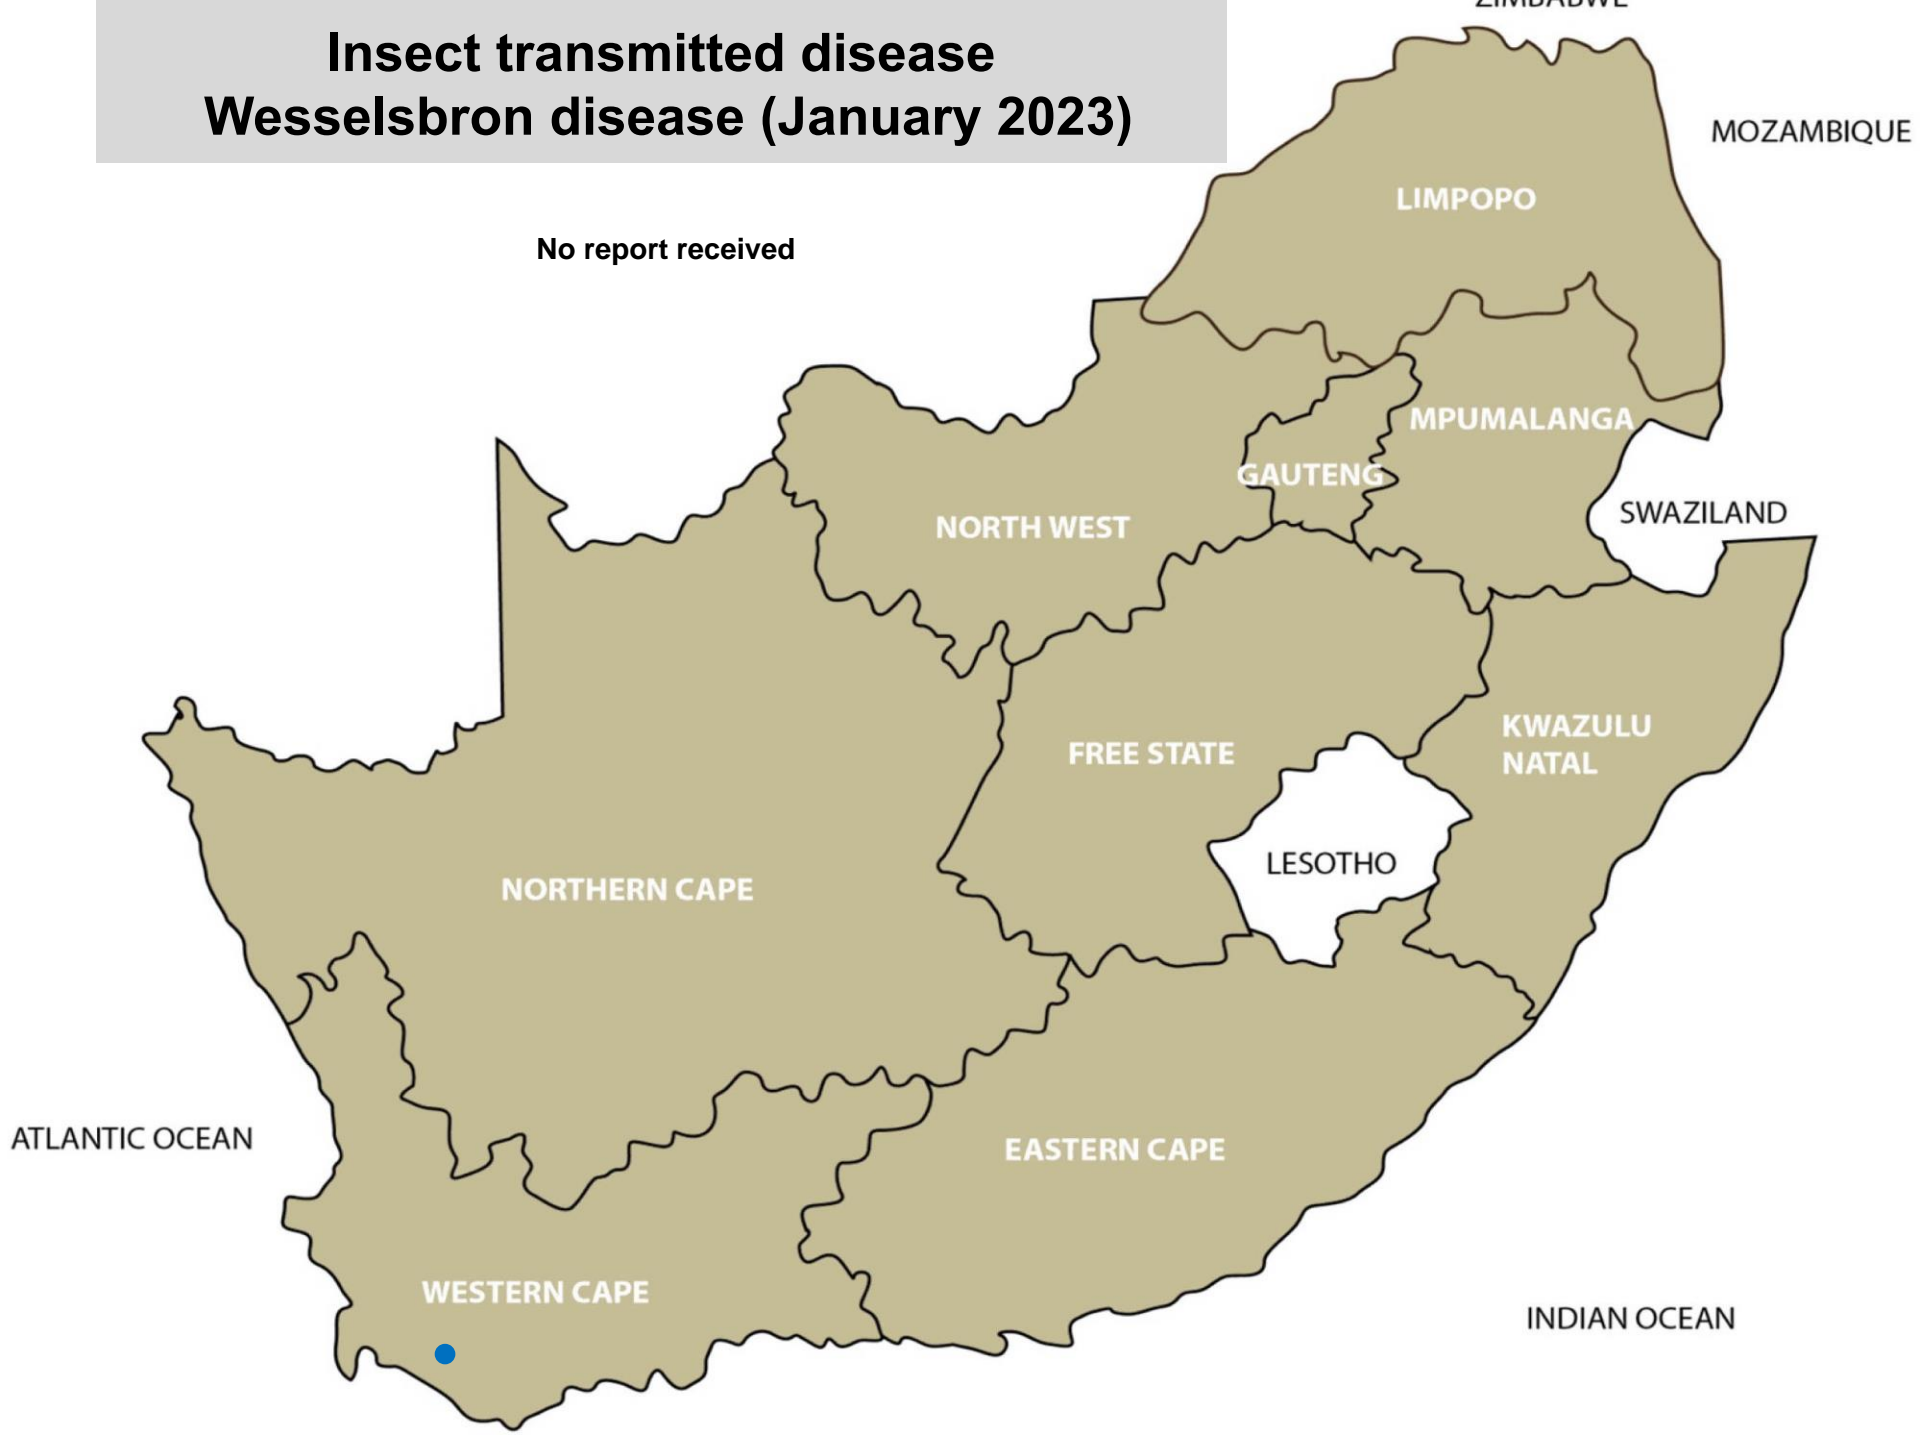 ZIMBABWE
Insect transmitted disease
Wesselsbron disease (January 2023)
MOZAMBIQUE
LIMPOPO
No report received
MPUMALANGA
GAUTENG
SWAZILAND
NORTH WEST
KWAZULU
NATAL
FREE STATE
LESOTHO
NORTHERN CAPE
ATLANTIC OCEAN
EASTERN CAPE
WESTERN CAPE
INDIAN OCEAN